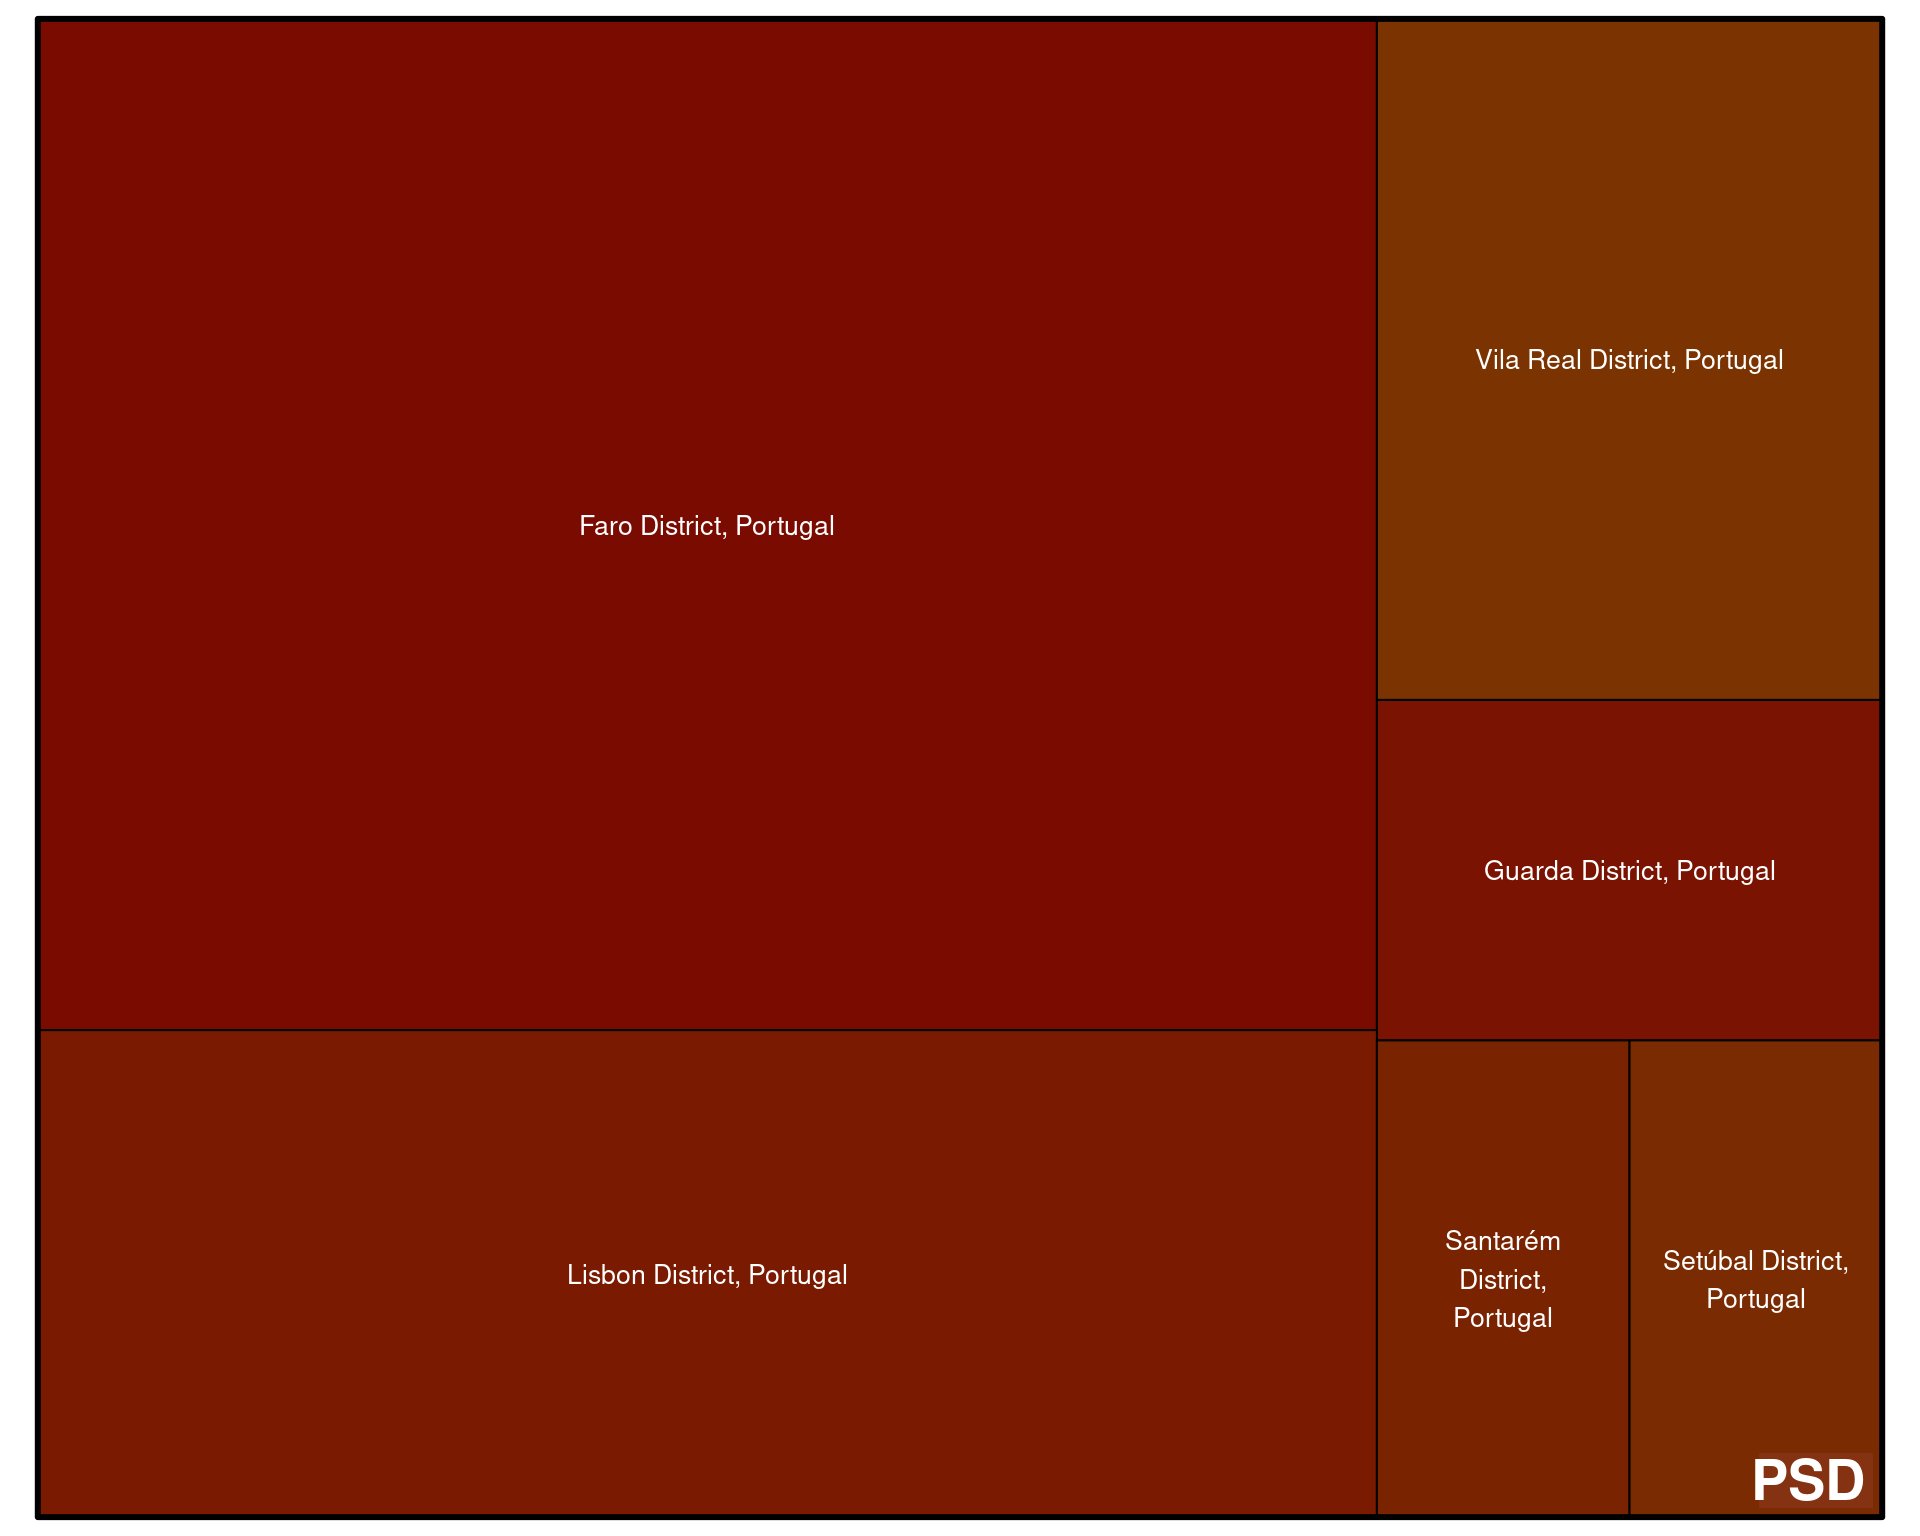 Faro District, Portugal
Lisbon District, Portugal
Vila Real District, Portugal
Guarda District, Portugal
Santarém
District,
Portugal
Setúbal District,
Portugal
PSD